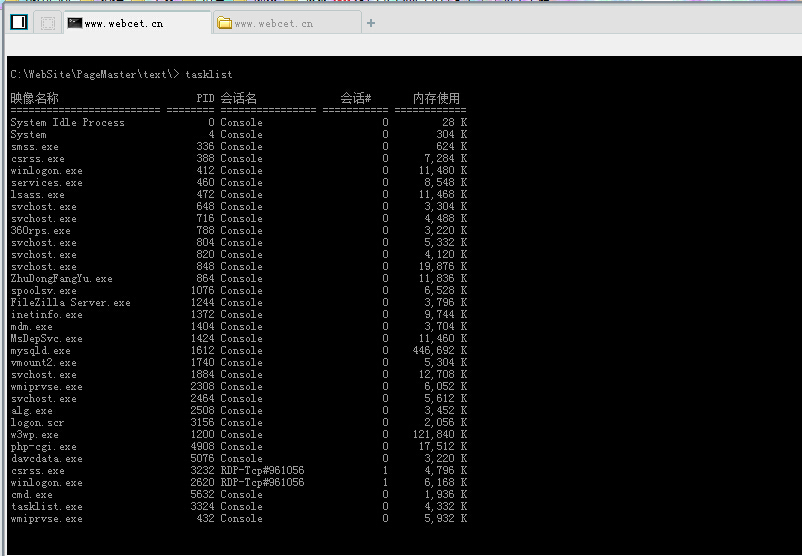 www.webcet.cn www.webcet.cn +
C:\WebSite\PageMaster\text\> tasklist
映像名称 PID 会话名 会话# 内存使用
========================= ======== ================ =========== ============
System Idle Process 0 Console 0 28 K
System 4 Console 0 304 K
smss.exe 336 Console 0 624 K
csrss.exe 388 Console 0 7,284 K
winlogon.exe 412 Console 0 11,480 K
services.exe 460 Console 0 8,548 K
lsass.exe 472 Console 0 11,468 K
svchost.exe 648 Console 0 3,304 K
svchost.exe 716 Console 0 4,488 K
360rps.exe 788 Console 0 3,220 K
svchost.exe 804 Console 0 5,332 K
svchost.exe 820 Console 0 4,120 K
svchost.exe 848 Console 0 19,876 K
ZhuDongFangYu.exe 864 Console 0 11,836 K
spoolsv.exe 1076 Console 0 6,528 K
FileZilla Server.exe 1244 Console 0 3,796 K
inetinfo.exe 1372 Console 0 9,744 K
mdm.exe 1404 Console 0 3,704 K
MsDepSvc.exe 1424 Console 0 11,460 K
mysqld.exe 1612 Console 0 446,692 K
vmount2.exe 1740 Console 0 5,304 K
svchost.exe 1884 Console 0 12,708 K
wmiprvse.exe 2308 Console 0 6,052 K
svchost.exe 2464 Console 0 5,612 K
alg.exe 2508 Console 0 3,452 K
logon.scr 3156 Console 0 2,056 K
w3wp.exe 1200 Console 0 121,840 K
php-cgi.exe 4908 Console 0 17,512 K
davcdata.exe 5076 Console 0 3,220 K
csrss.exe 3232 RDP-Tcp#961056 1 4,796 K
winlogon.exe 2620 RDP-Tcp#961056 1 6,168 K
cmd.exe 5632 Console 0 1,936 K
tasklist.exe 3324 Console 0 4,332 K
wmiprvse.exe 432 Console 0 5,932 K